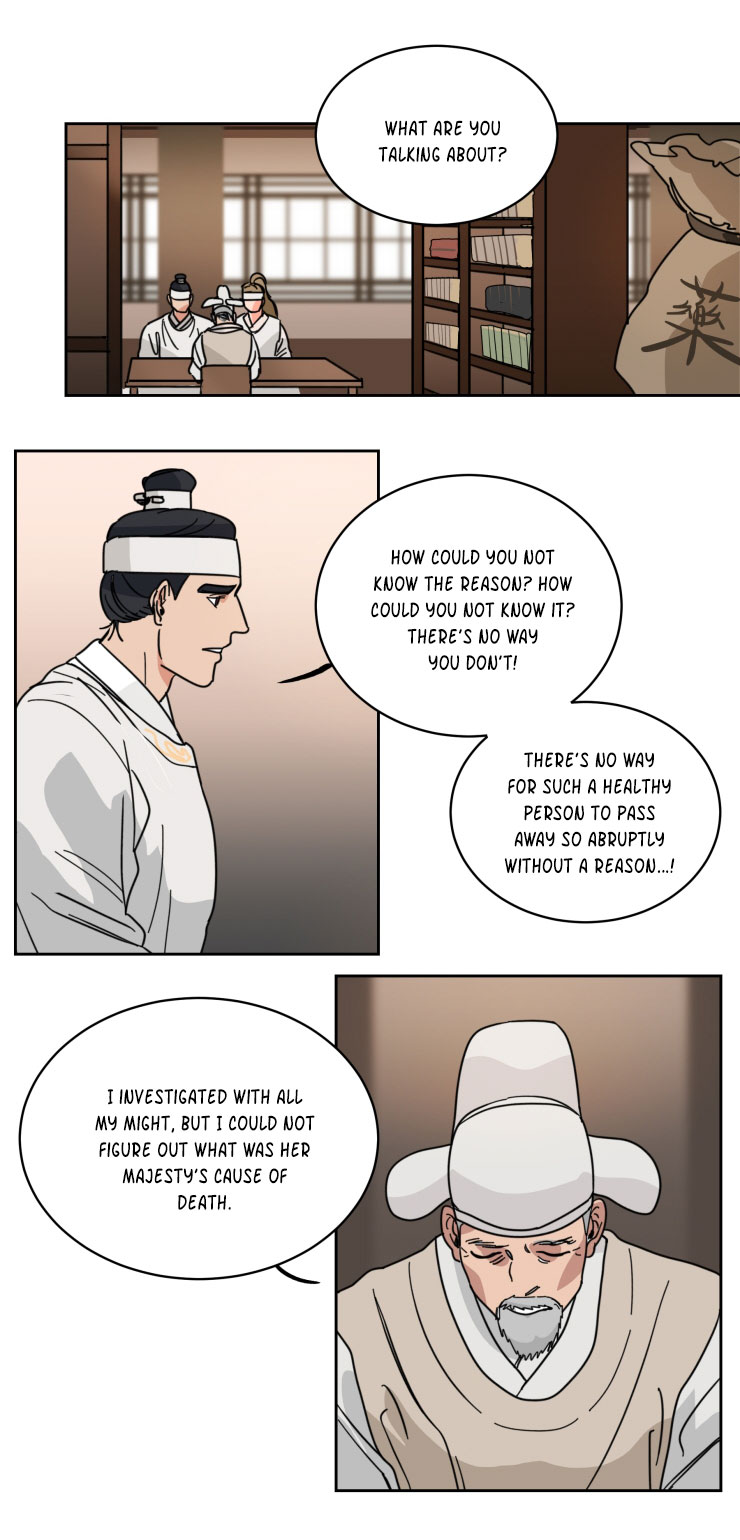 WHAT ARE YOU
TALKING ABOUT?
藥
HOW COULD YOU NOT
KNOW THE REASON? HOW
COULD YOU NOT KNOW IT?
THERE'S NO WAY
YOU DON'T!
THERE'S NO WAY
FOR SUCH A HEALTHY
PERSON TO PASS
AWAY SO ABRUPTLY
WITHOUT A REASON...!
I INVESTIGATED WITH ALL
MY MIGHT, BUT I COULD NOT
FIGURE OUT WHAT WAS HER
MAJESTY'S CAUSE OF
DEATH.